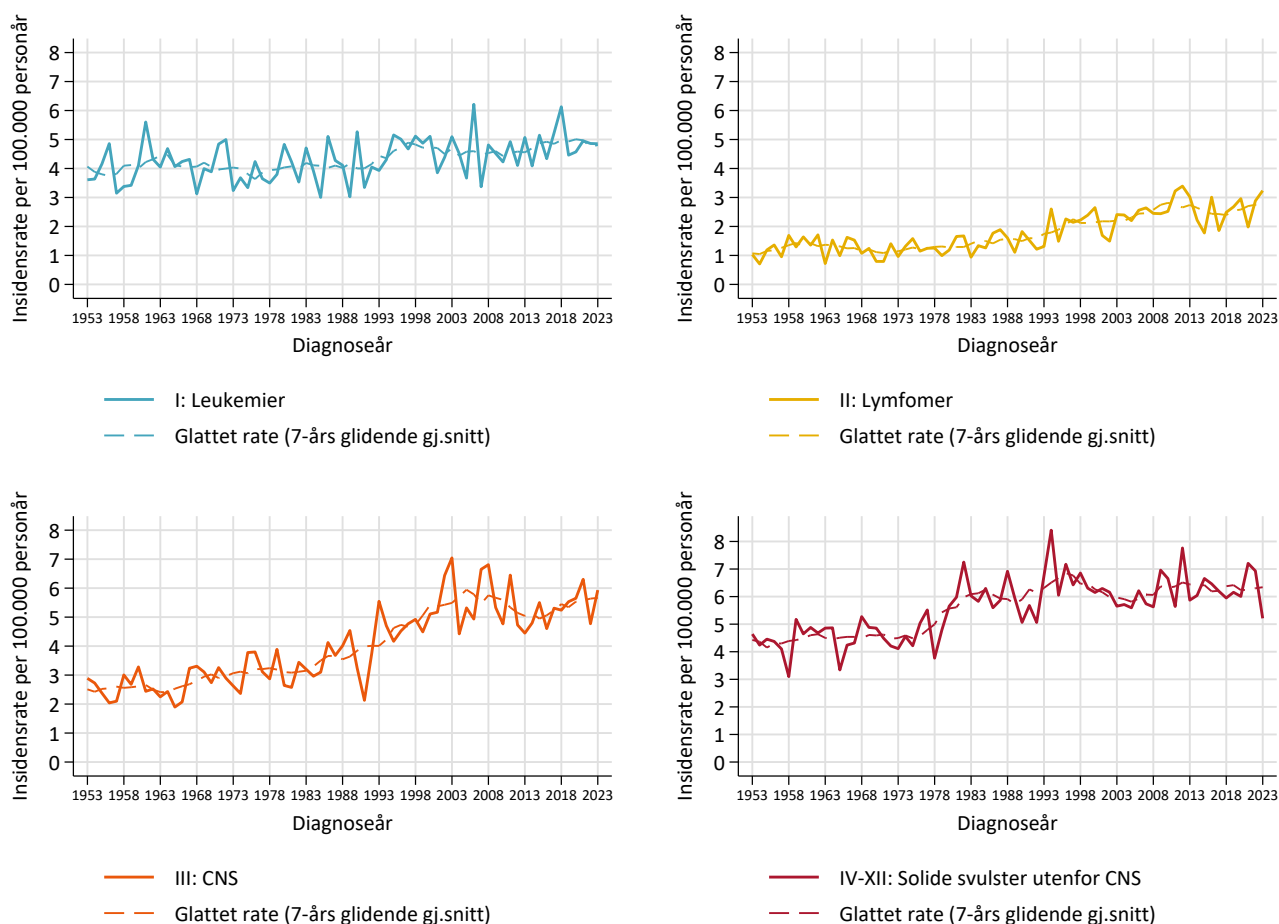 Insidensrate per 100.000 personår
8
7
6
5
4
3
2
1
0
1953 1958 1963 1968 1973 1978 1983 1988 1993 1998 2003 2008 2013 2018 2023
Diagnoseår
I: Leukemier
Glattet rate (7-års glidende gj.snitt)
Insidensrate per 100.000 personår
8
7
6
5
4
3
2
1
0
1953 1958 1963 1968 1973 1978 1983 1988 1993 1998 2003 2008 2013 2018 2023
Diagnoseår
II: Lymfomer
Glattet rate (7-års glidende gj.snitt)
Insidensrate per 100.000 personår
8
7
6
5
4
3
2
1
0
1953 1958 1963 1968 1973 1978 1983 1988 1993 1998 2003 2008 2013 2018 2023
Diagnoseår
III: CNS
Glattet rate (7-års glidende gj.snitt)
Insidensrate per 100.000 personår
8
7
6
5
4
3
2
1
0
1953 1958 1963 1968 1973 1978 1983 1988 1993 1998 2003 2008 2013 2018 2023
Diagnoseår
IV-XII: Solide svulster utenfor CNS
Glattet rate (7-års glidende gj.snitt)